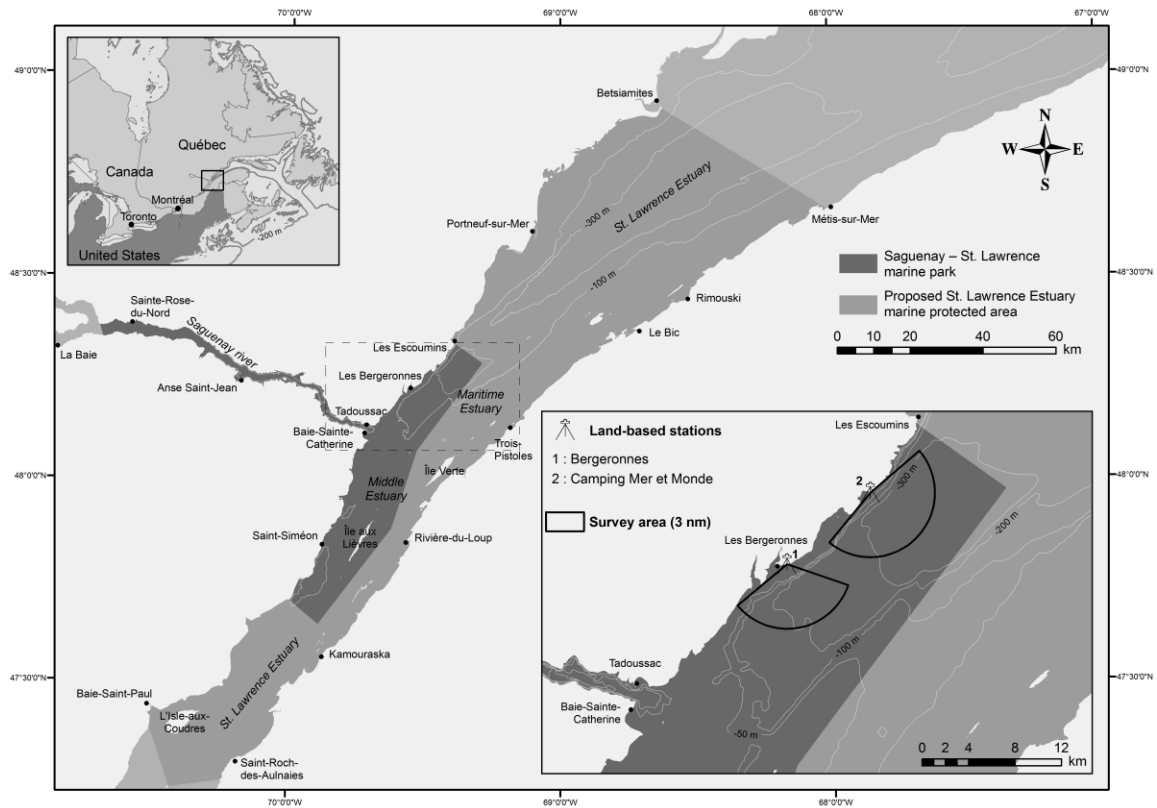 70°0'0"W
69°0'0"W
68°0'0"W
67°0'0"W
49°0'0"N
49°0'0"N
Québec
Canada
Montréal
Toronto
-200 m
United States
Betsiamites
N
W
E
S
-300 m
St. Lawrence Estuary
Portneuf-sur-Mer
Métis-sur-Mer
-100 m
Saguenay – St. Lawrence
marine park
Proposed St. Lawrence Estuary
marine protected area
48°30'0"N
48°30'0"N
Sainte-Rose-
du-Nord
Rimouski
Saguenay river
Le Bic
0 10 20 40 60
km
La Baie
Les Escoumins
Anse Saint-Jean
Les Bergeronnes
Maritime
Estuary
Tadoussac
Baie-Sainte-
Catherine
Trois-
Pistoles
48°0'0"N
48°0'0"N
Île Verte
Middle
Estuary
Saint-Siméon
Île aux
Lièvres
Rivière-du-Loup
Kamouraska
St. Lawrence Estuary
Baie-Saint-Paul
L'Isle-aux-
Coudres
Saint-Roch-
des-Aulnaies
47°30'0"N
47°30'0"N
Land-based stations
1 : Bergeronnes
2 : Camping Mer et Monde
Survey area (3 nm)
Les Escoumins
2
-300 m
-200 m
Les Bergeronnes
1
-100 m
Tadoussac
Baie-Sainte-
Catherine
-50 m
0 2 4 8 12
km
70°0'0"W
69°0'0"W
68°0'0"W